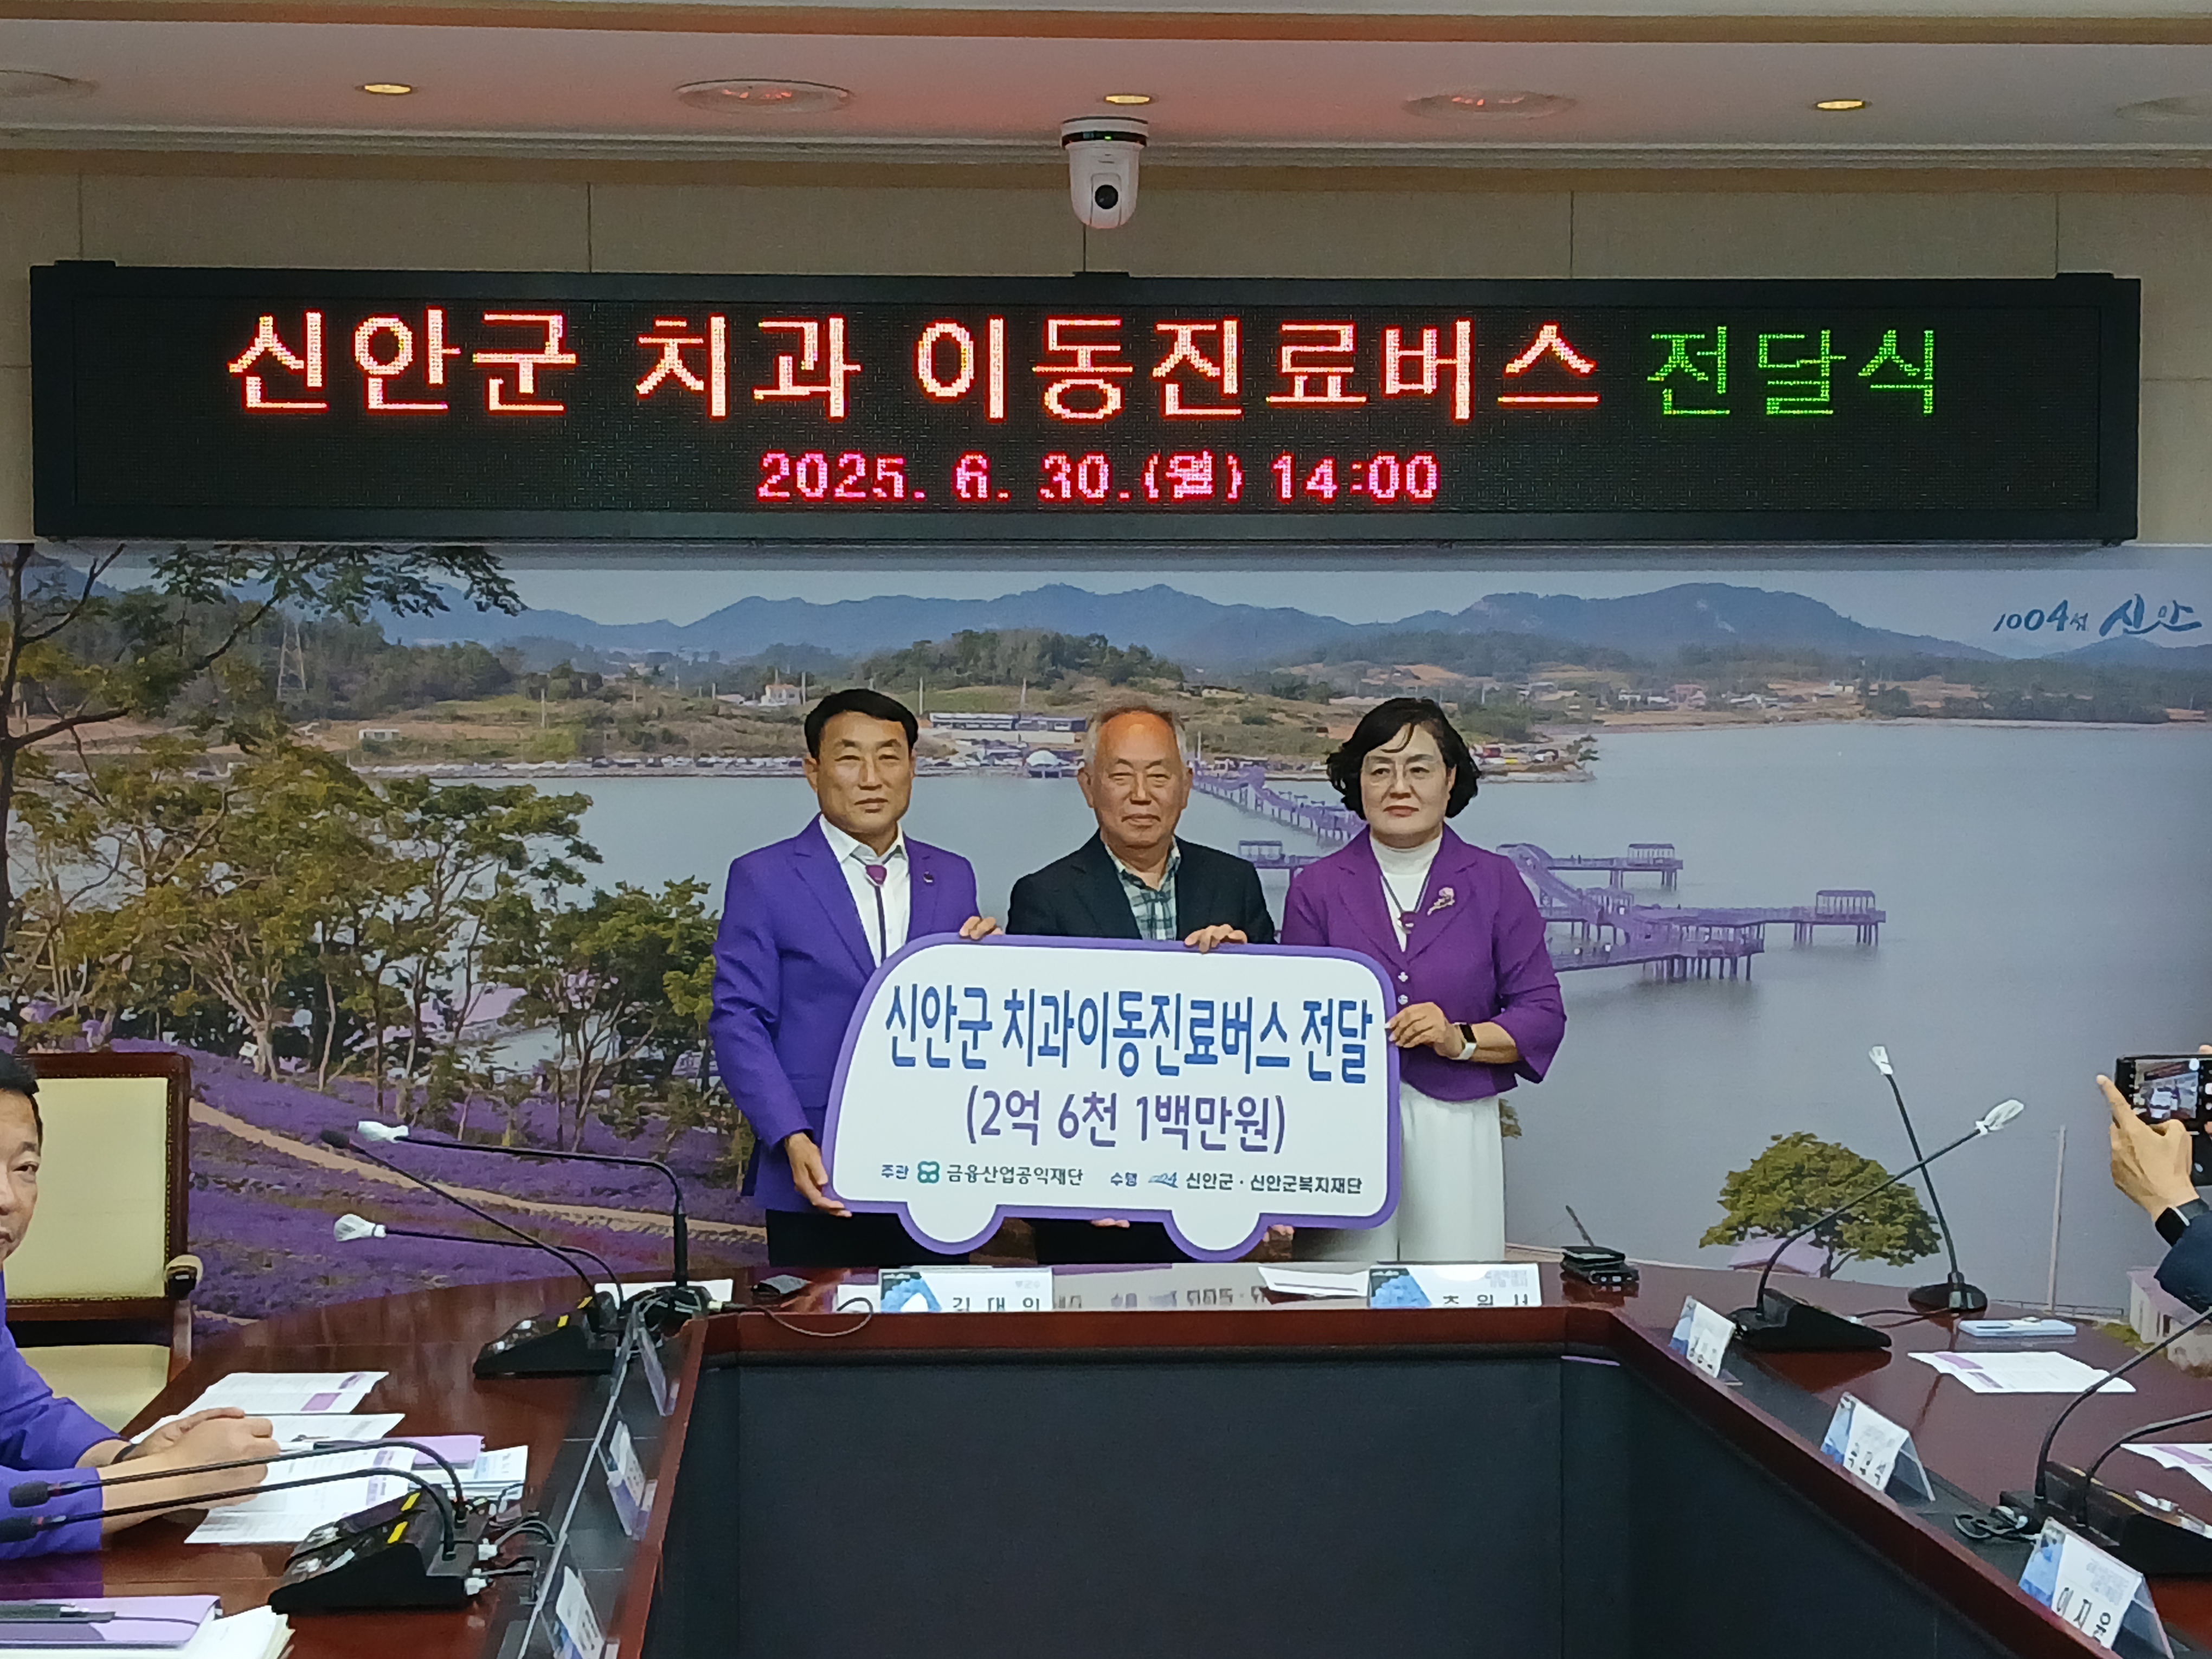 신안군 치과 이동진료버스 전달식
2025. 6. 30.(월) 14:00
1004섬 신안
신안군 치과이동진료버스 전달
(2억 6천 1백만원)
주관 금융산업공익재단 수행 신안군 · 신안군복지재단
이지원